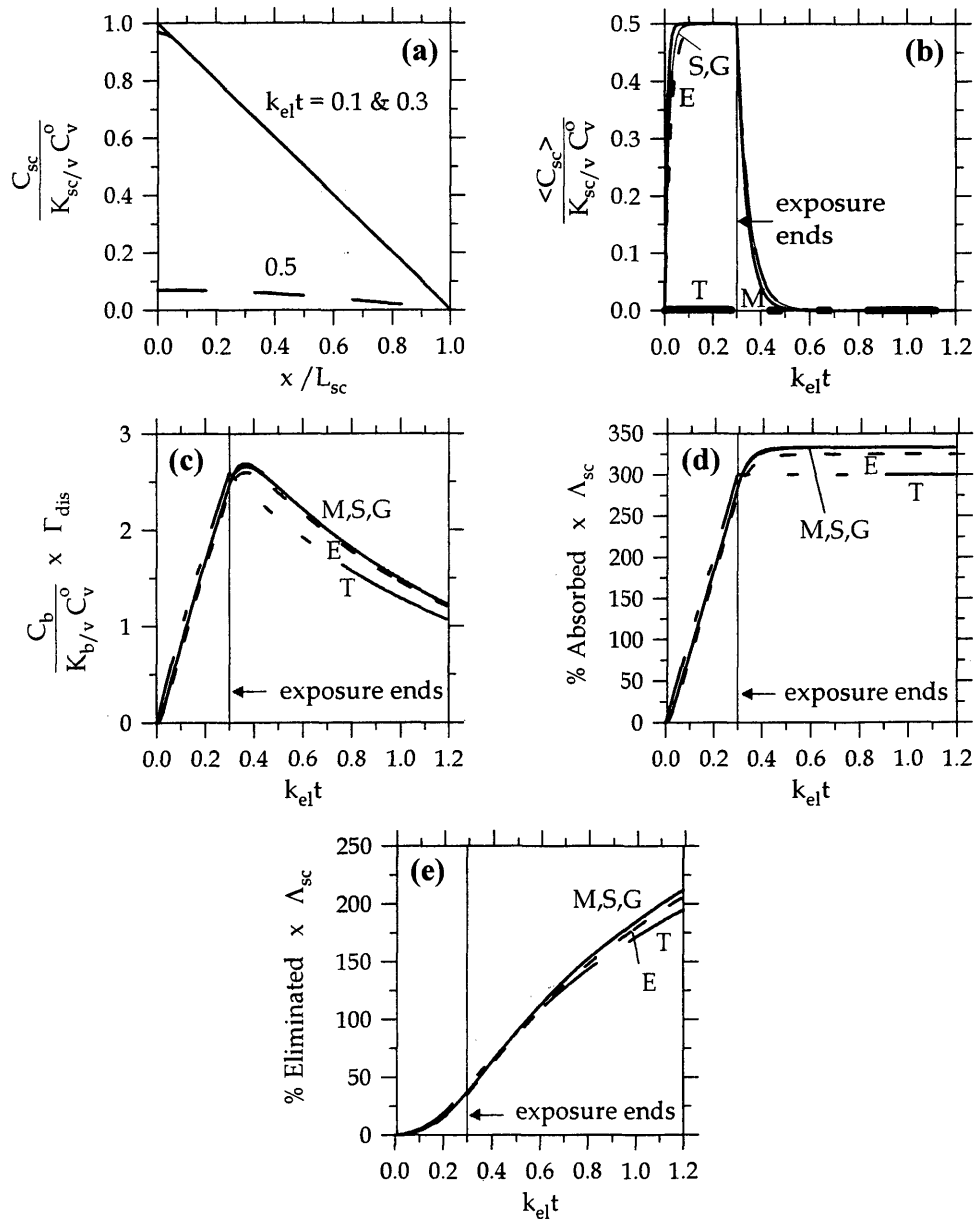 (a)
C_sc / K_sc/v C_v^o
1.0
0.8
0.6
0.4
0.2
0.0
k_el t = 0.1 & 0.3
0.5
0.0 0.2 0.4 0.6 0.8 1.0
x / L_sc
(b)
<C_sc> / K_sc/v C_v^o
0.5
0.4
0.3
0.2
0.1
0.0
S,G
E
exposure
ends
T
M
0.0 0.2 0.4 0.6 0.8 1.0 1.2
k_el t
(c)
C_b / K_b/v C_v^o x Γ_dis
3
2
1
0
M,S,G
E
T
exposure ends
0.0 0.2 0.4 0.6 0.8 1.0 1.2
k_el t
(d)
% Absorbed x Λ_sc
350
300
250
200
150
100
50
0
E
T
M,S,G
exposure ends
0.0 0.2 0.4 0.6 0.8 1.0 1.2
k_el t
(e)
% Eliminated x Λ_sc
250
200
150
100
50
0
M,S,G
T
E
exposure ends
0.0 0.2 0.4 0.6 0.8 1.0 1.2
k_el t